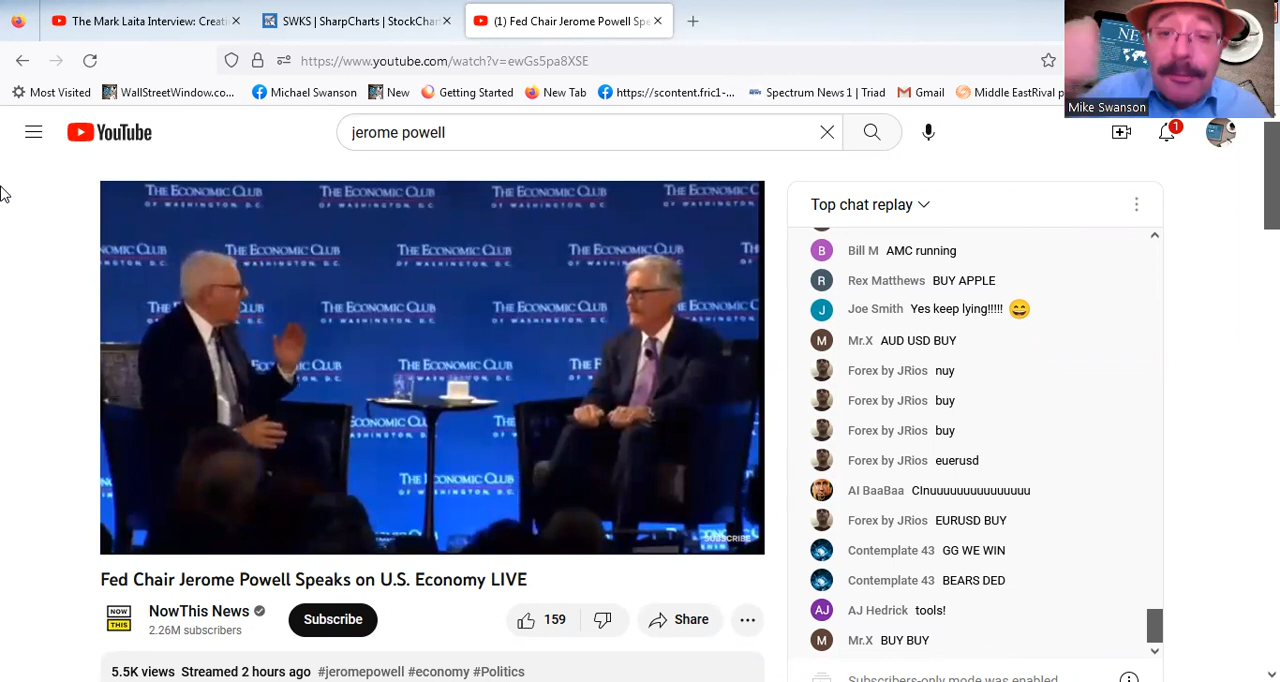 The Mark Laita Interview: Creati
SWKS | SharpCharts | StockChar
(1) Fed Chair Jerome Powell Spe
https://www.youtube.com/watch?v=ewGs5pa8XSE
Most Visited
WallStreetWindow.co...
Michael Swanson
New
Getting Started
New Tab
https://scontent.fric1-...
Spectrum News 1 | Triad
Gmail
Middle EastRival p
NE
Mike Swanson
YouTube
jerome powell
1
THE ECONOMIC CLUB
OF WASHINGTON, D.C.
SUBSCRIBE
Top chat replay
Bill M AMC running
Rex Matthews BUY APPLE
Joe Smith Yes keep lying!!!!! 😄
Mr.X AUD USD BUY
Forex by JRios nuy
Forex by JRios buy
Forex by JRios buy
Forex by JRios euerusd
Al BaaBaa Clnuuuuuuuuuuuuuu
Forex by JRios EURUSD BUY
Contemplate 43 GG WE WIN
Contemplate 43 BEARS DED
AJ Hedrick tools!
Mr.X BUY BUY
Subscribers-only mode was enabled
Fed Chair Jerome Powell Speaks on U.S. Economy LIVE
NOW THIS
NowThis News
2.26M subscribers
Subscribe
159
Share
5.5K views Streamed 2 hours ago #jeromepowell #economy #Politics